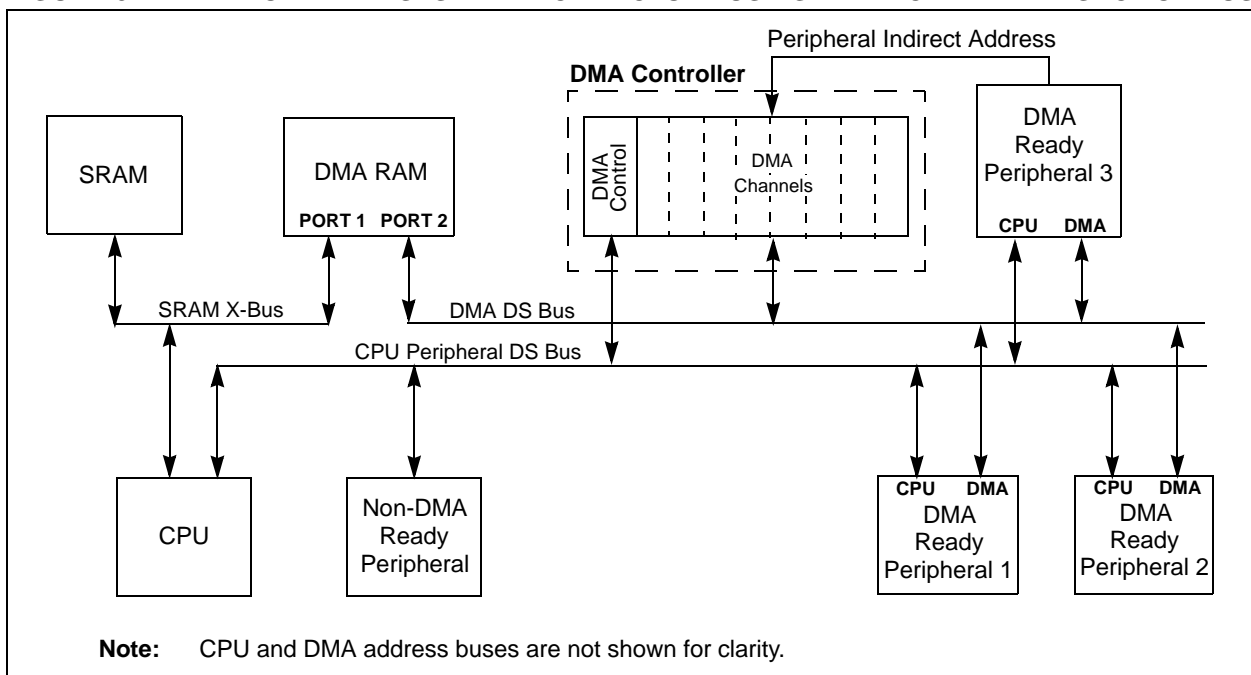 Peripheral Indirect Address
DMA Controller
SRAM
DMA RAM
PORT 1 PORT 2
DMA
Control
DMA
Channels
DMA
Ready
Peripheral 3
CPU DMA
SRAM X-Bus
DMA DS Bus
CPU Peripheral DS Bus
CPU
Non-DMA
Ready
Peripheral
CPU DMA
DMA
Ready
Peripheral 1
CPU DMA
DMA
Ready
Peripheral 2
Note: CPU and DMA address buses are not shown for clarity.